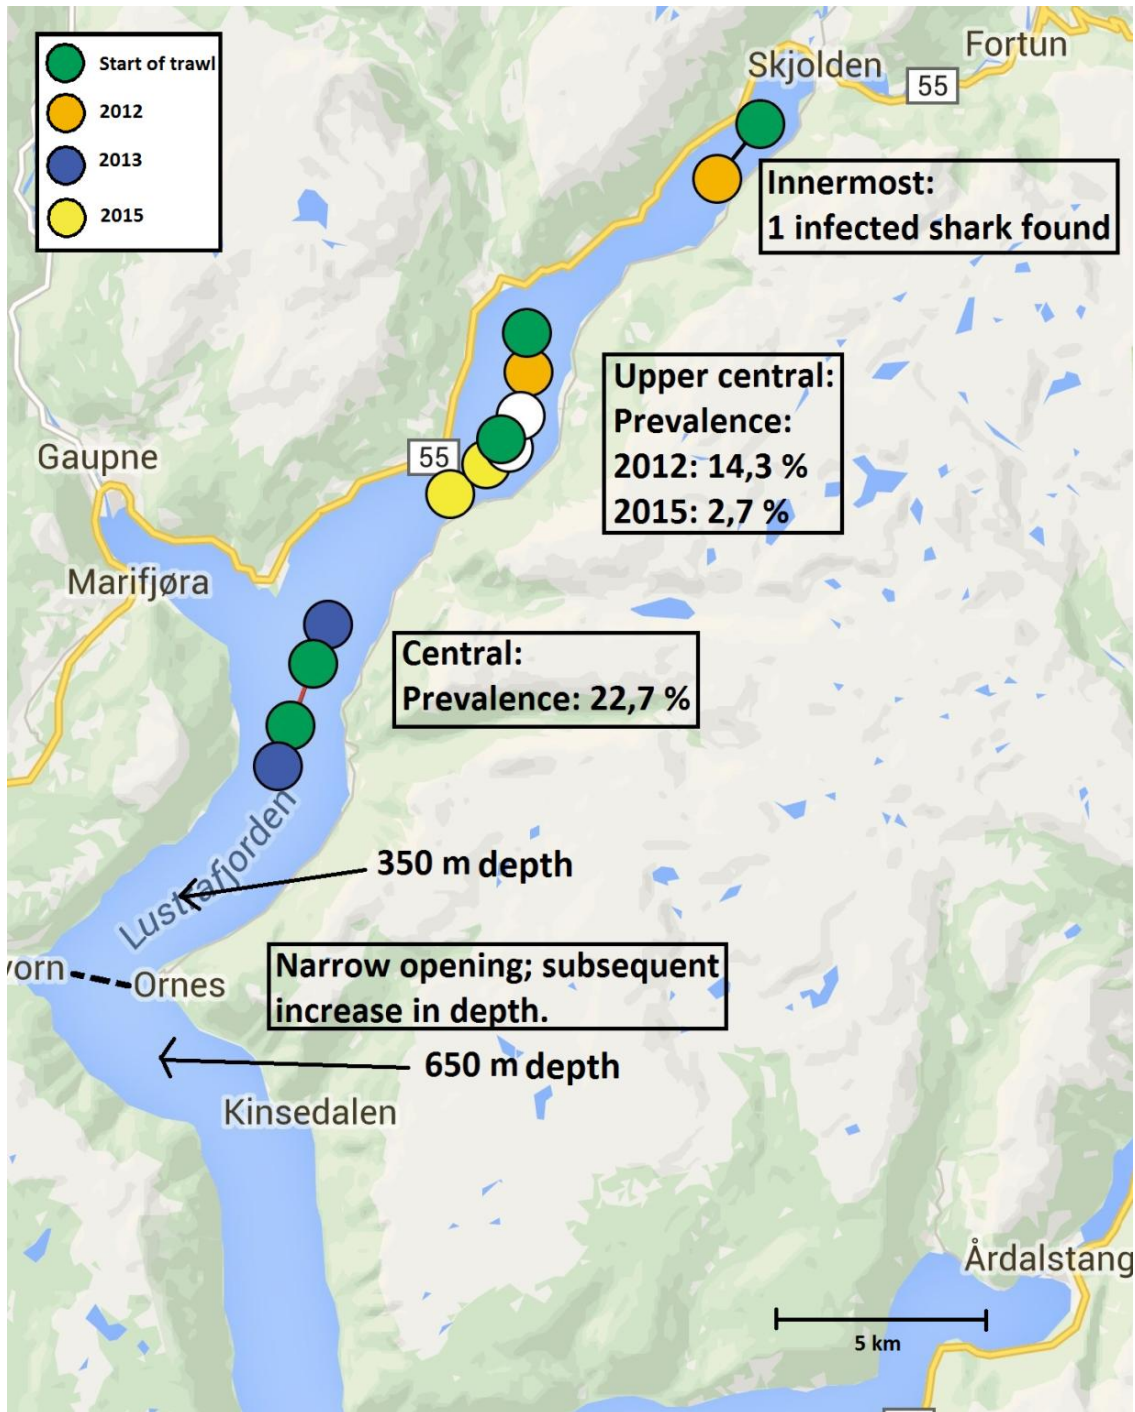 Start of trawl
2012
2013
2015
Skjolden
Fortun
55
Innermost:
1 infected shark found
Upper central:
Prevalence:
2012: 14,3 %
2015: 2,7 %
Gaupne
55
Marifjøra
Central:
Prevalence: 22,7 %
Lustrafjorden
350 m depth
vorn
Ornes
Narrow opening; subsequent
increase in depth.
650 m depth
Kinsedalen
Årdalstang
5 km